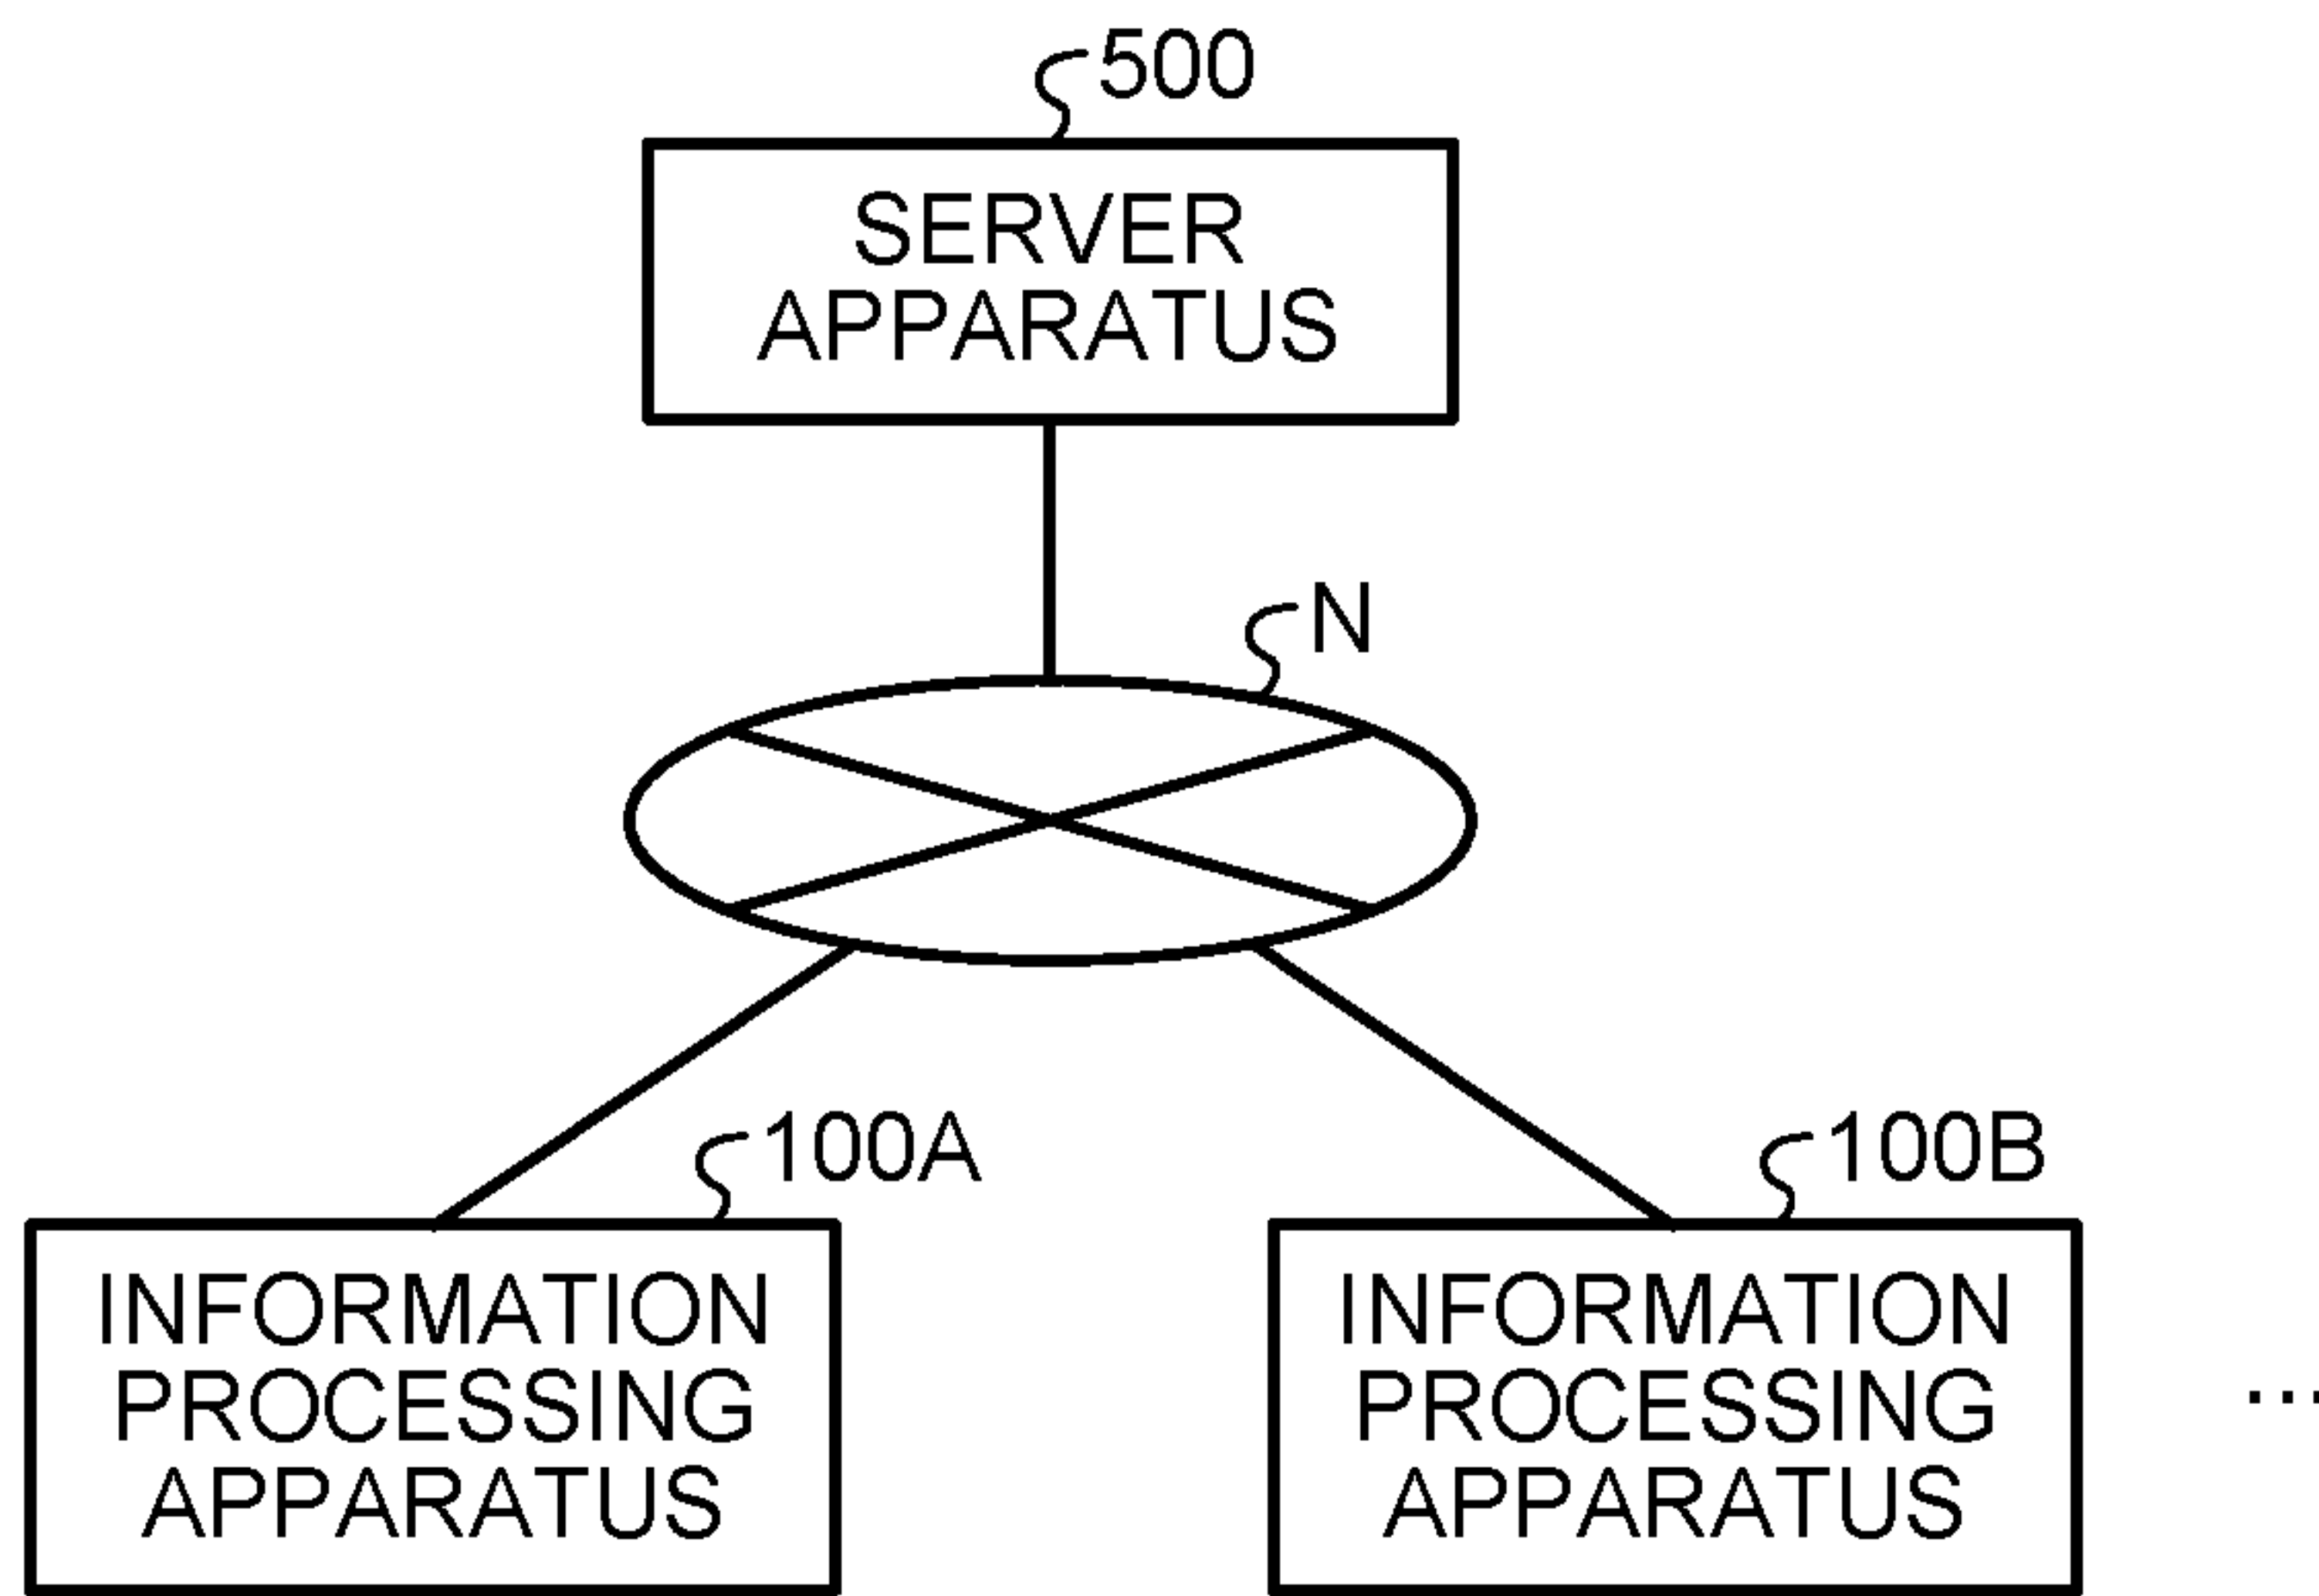 500
SERVER
APPARATUS
N
100A
100B
INFORMATION
PROCESSING
APPARATUS
INFORMATION
PROCESSING
APPARATUS
...